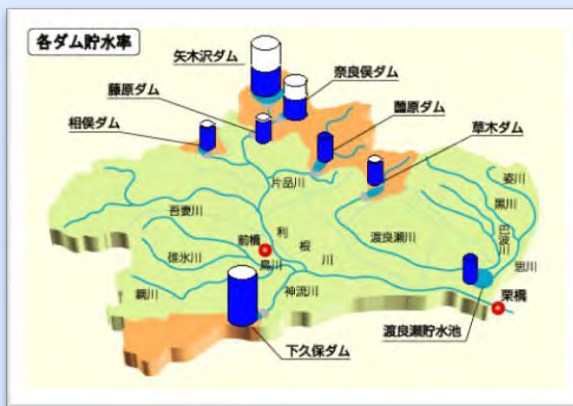 各ダム貯水率
矢木沢ダム
奈良俣ダム
藤原ダム
薗原ダム
相俣ダム
草木ダム
片品川
姿川
黒川
吾妻川
巴波川
前橋
利根川
渡良瀬川
思川
碓氷川
烏川
鏑川
神流川
栗橋
渡良瀬貯水池
下久保ダム